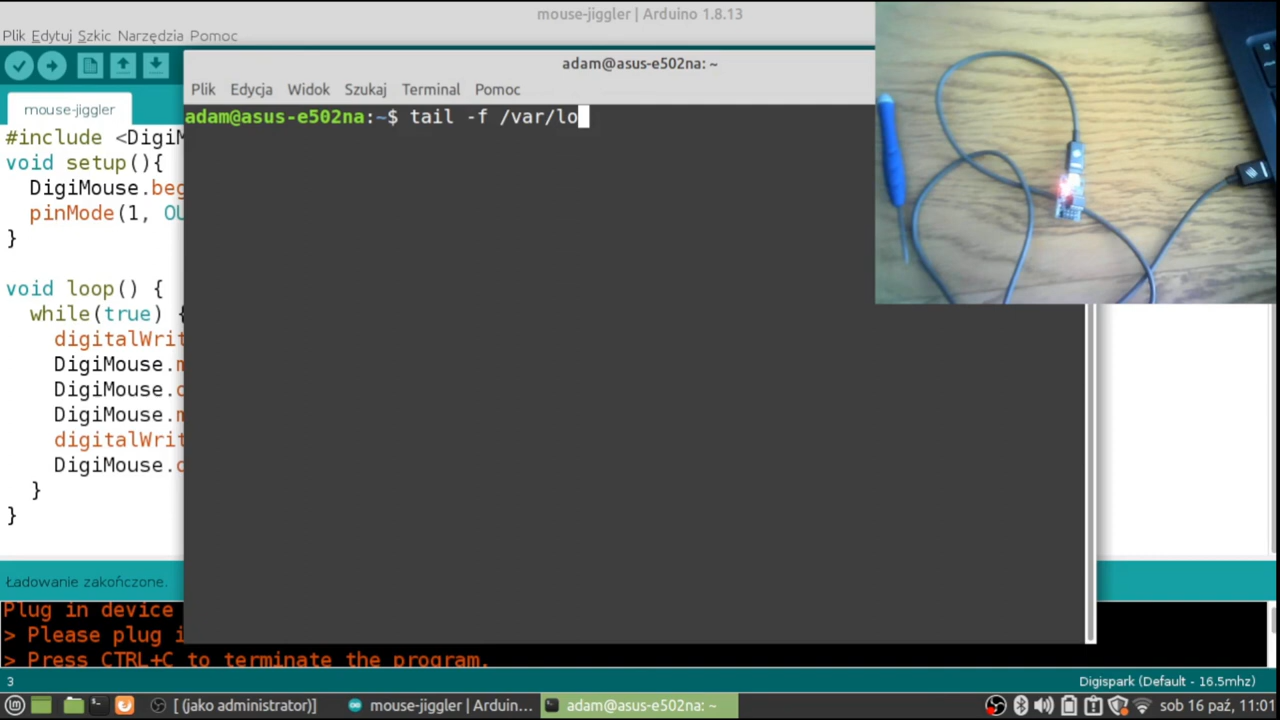 mouse-jiggler | Arduino 1.8.13
Plik Edytuj Szkic Narzędzia Pomoc
adam@asus-e502na: ~
Plik Edycja Widok Szukaj Terminal Pomoc
mouse-jiggler
adam@asus-e502na:~$ tail -f /var/lo
#include <DigiM
void setup(){
DigiMouse.beg
pinMode(1, OU
}
void loop() {
while(true) {
digitalWrit
DigiMouse.m
DigiMouse.d
DigiMouse.m
digitalWrit
DigiMouse.d
}
}
Ładowanie zakończone.
Plug in device
> Please plug i
> Press CTRL+C to terminate the program.
3
Digispark (Default - 16.5mhz)
[ (jako administrator)]
mouse-jiggler | Arduin...
adam@asus-e502na: ~
sob 16 paź, 11:01